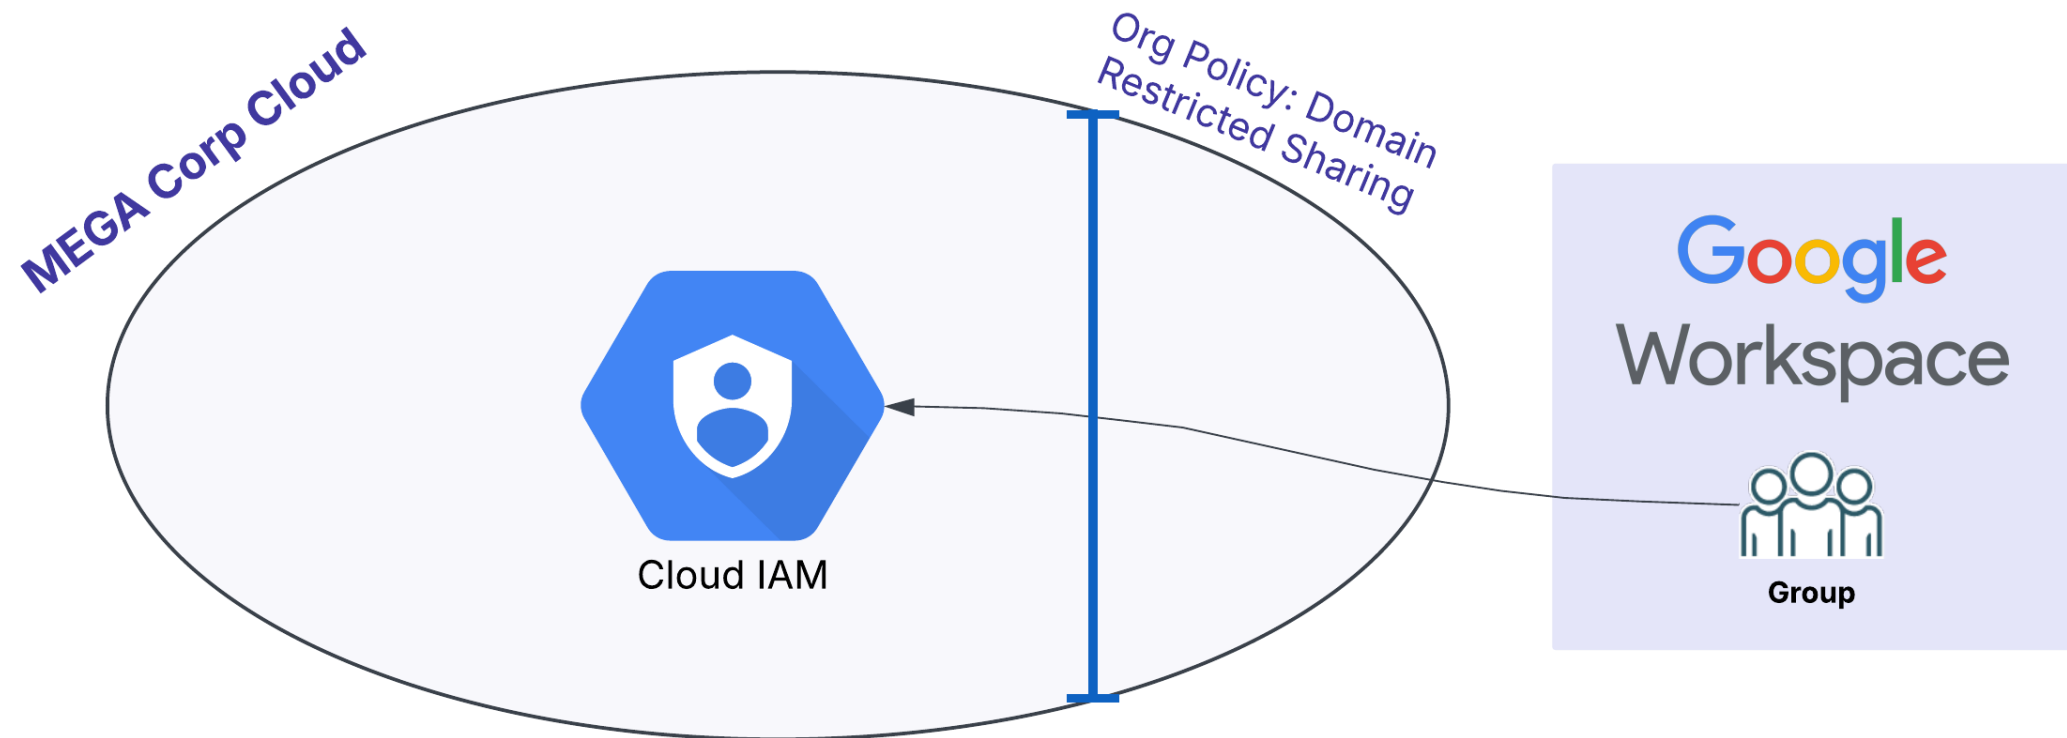 MEGA Corp Cloud
Org Policy: Domain
Restricted Sharing
Google
Workspace
Cloud IAM
Group